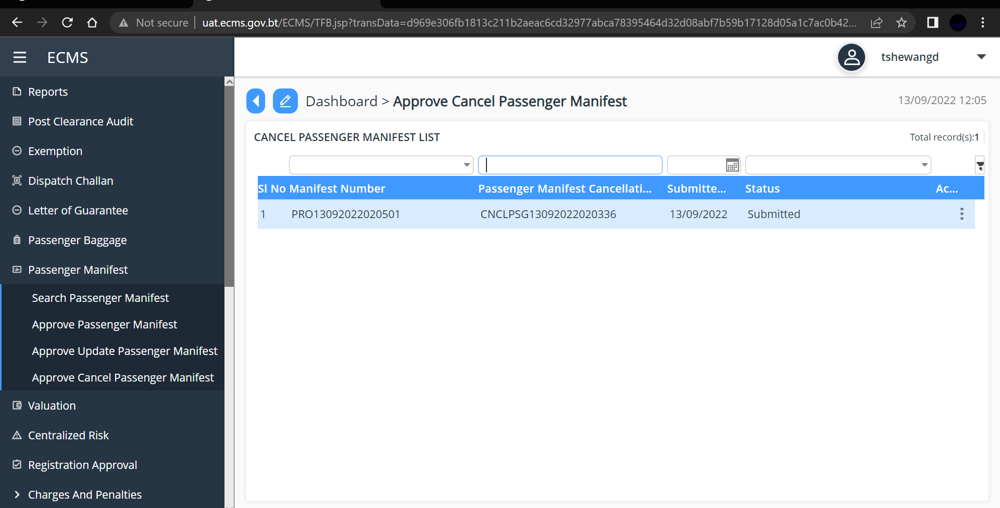 Not secure
uat.ecms.gov.bt/ECMS/TFB.jsp?transData=d969e306fb1813c211b2aeac6cd32977abca78395464d32d08abf7b59b17128d05a1c7ac0b42...
ECMS
tshewangd
Reports
Post Clearance Audit
Exemption
Dispatch Challan
Letter of Guarantee
Passenger Baggage
Passenger Manifest
Search Passenger Manifest
Approve Passenger Manifest
Approve Update Passenger Manifest
Approve Cancel Passenger Manifest
Valuation
Centralized Risk
Registration Approval
Charges And Penalties
Dashboard > Approve Cancel Passenger Manifest
13/09/2022 12:05
CANCEL PASSENGER MANIFEST LIST
Total record(s):1
Sl No Manifest Number Passenger Manifest Cancellati... Submitte... Status Ac...
1 PRO13092022020501 CNCLPSG13092022020336 13/09/2022 Submitted